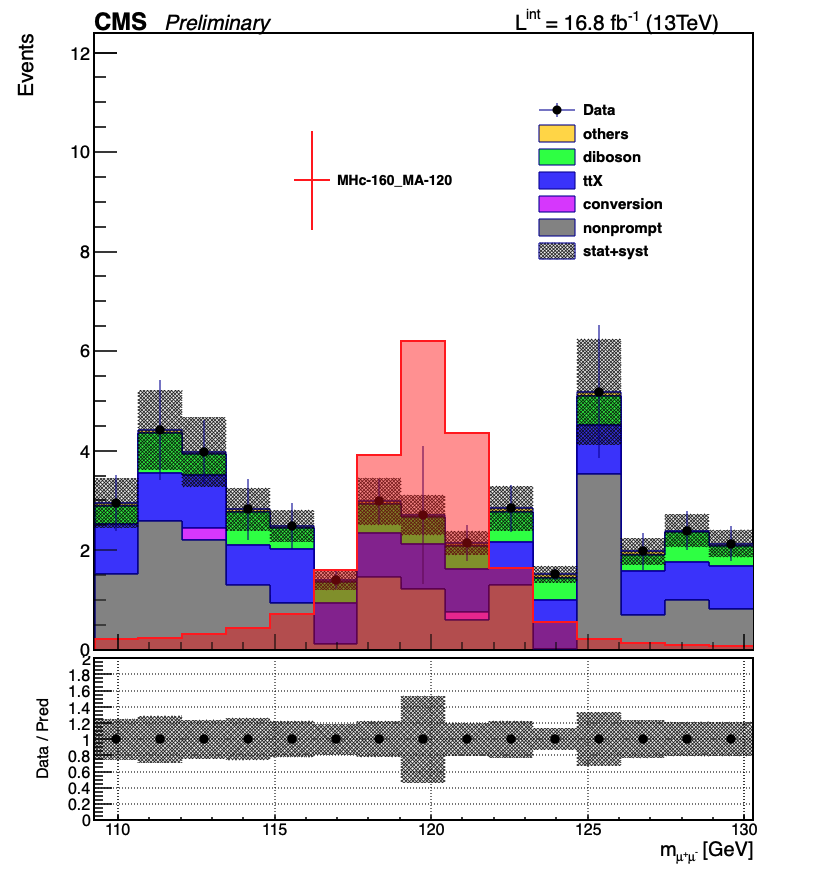 CMS Preliminary L^int = 16.8 fb^-1 (13TeV)
Events
12
10
8
6
4
2
0
Data
others
diboson
ttX
conversion
nonprompt
stat+syst
MHc-160_MA-120
Data / Pred
2
1.8
1.6
1.4
1.2
1
0.8
0.6
0.4
0.2
0
110 115 120 125 130
m_μ+μ- [GeV]